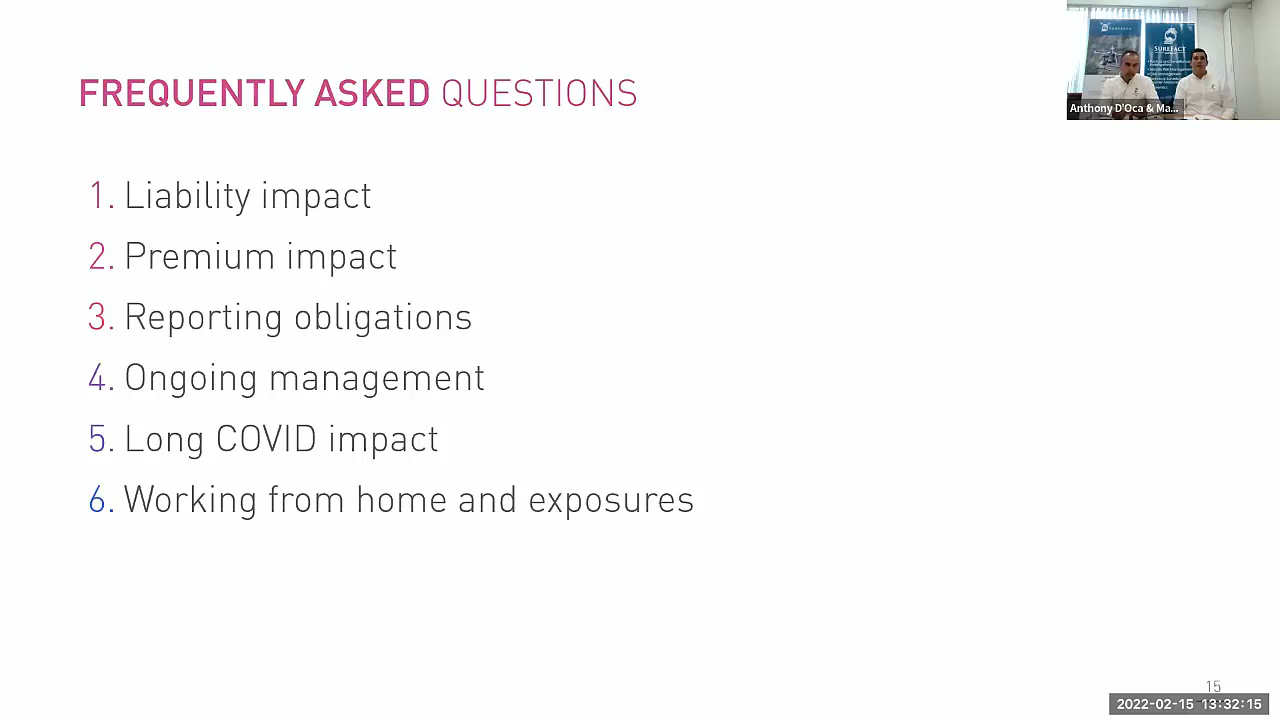 FREQUENTLY ASKED QUESTIONS
1. Liability impact
2. Premium impact
3. Reporting obligations
4. Ongoing management
5. Long COVID impact
6. Working from home and exposures
SUREFACT
Anthony D'Oca & Ma...
15
2022-02-15 13:32:15